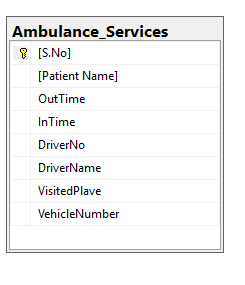 Ambulance_Services
[S.No]
[Patient Name]
OutTime
InTime
DriverNo
DriverName
VisitedPlave
VehicleNumber